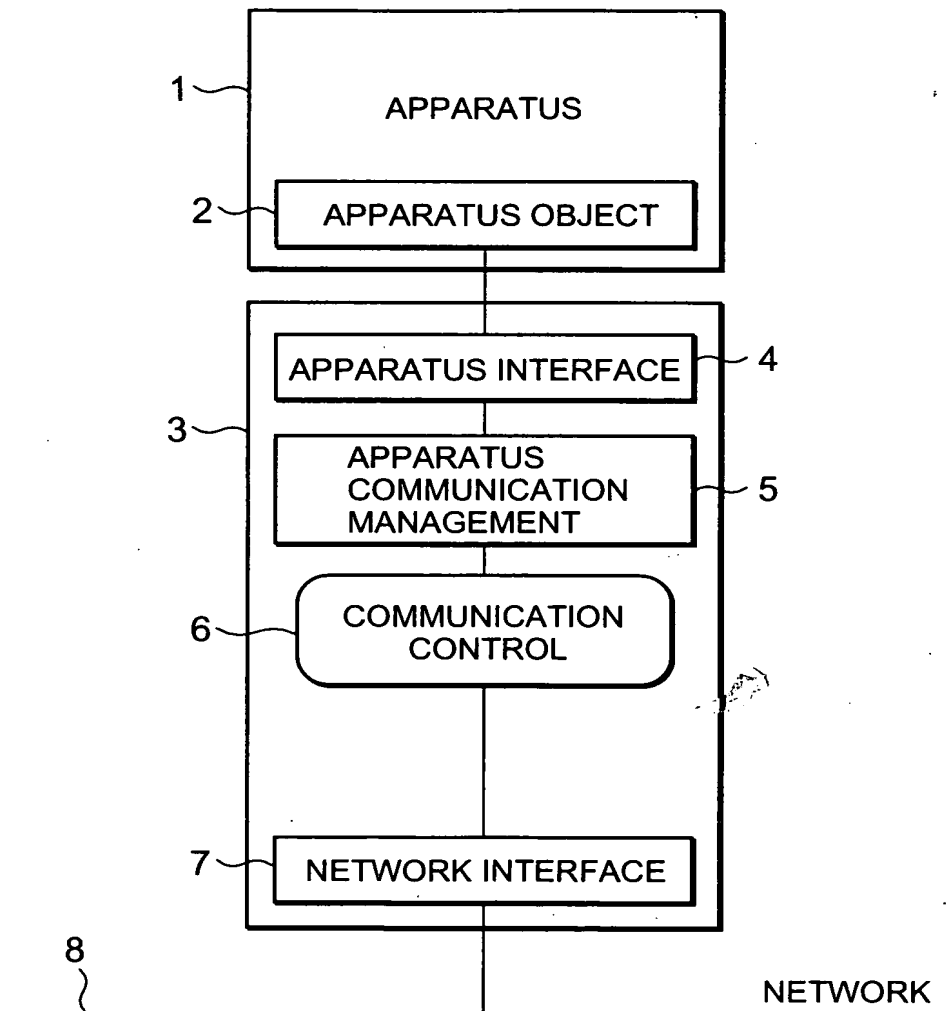 1
APPARATUS
2
APPARATUS OBJECT
APPARATUS INTERFACE
4
3
APPARATUS
COMMUNICATION
MANAGEMENT
5
6
COMMUNICATION
CONTROL
7
NETWORK INTERFACE
8
NETWORK